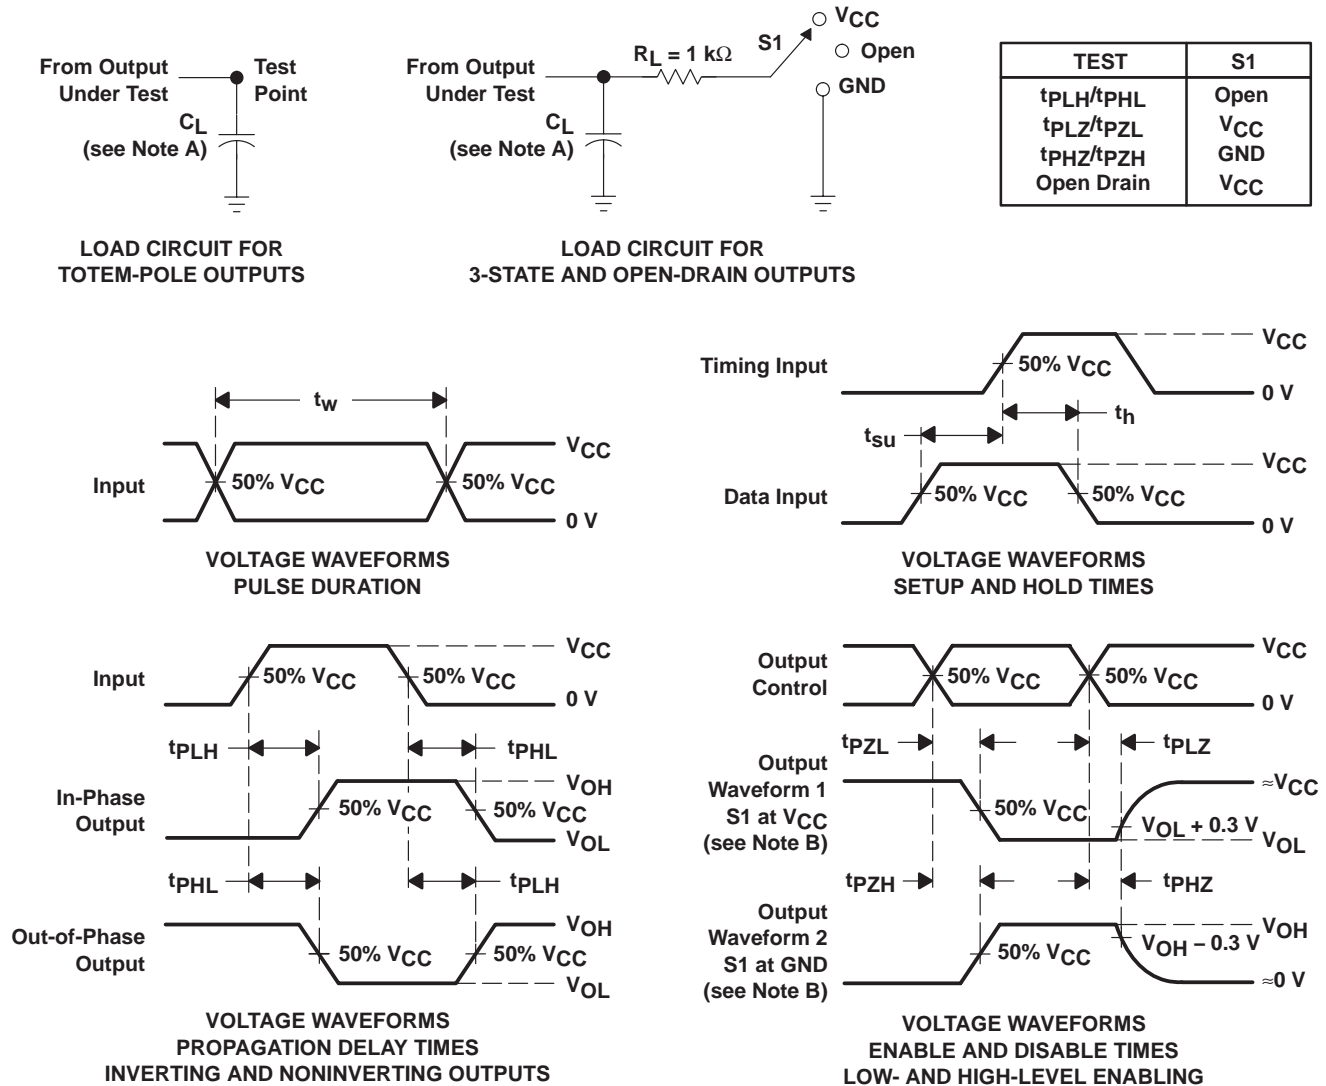 From Output
Under Test
Test
Point
CL
(see Note A)
LOAD CIRCUIT FOR
TOTEM-POLE OUTPUTS
From Output
Under Test
RL = 1 kΩ
S1
VCC
Open
GND
CL
(see Note A)
LOAD CIRCUIT FOR
3-STATE AND OPEN-DRAIN OUTPUTS
TEST S1
tPLH/tPHL Open
tPLZ/tPZL VCC
tPHZ/tPZH GND
Open Drain VCC
tw
Input
50% VCC
50% VCC
VCC
0 V
VOLTAGE WAVEFORMS
PULSE DURATION
Timing Input
50% VCC
VCC
0 V
th
tsu
Data Input
50% VCC
50% VCC
VCC
0 V
VOLTAGE WAVEFORMS
SETUP AND HOLD TIMES
Input
50% VCC
50% VCC
VCC
0 V
tPLH
tPHL
In-Phase
Output
50% VCC
50% VCC
VOH
VOL
tPHL
tPLH
Out-of-Phase
Output
50% VCC
50% VCC
VOH
VOL
VOLTAGE WAVEFORMS
PROPAGATION DELAY TIMES
INVERTING AND NONINVERTING OUTPUTS
Output
Control
50% VCC
50% VCC
VCC
0 V
tPZL
tPLZ
Output
Waveform 1
S1 at VCC
(see Note B)
50% VCC
VOL + 0.3 V
≈VCC
VOL
tPZH
tPHZ
Output
Waveform 2
S1 at GND
(see Note B)
50% VCC
VOH − 0.3 V
VOH
≈0 V
VOLTAGE WAVEFORMS
ENABLE AND DISABLE TIMES
LOW- AND HIGH-LEVEL ENABLING